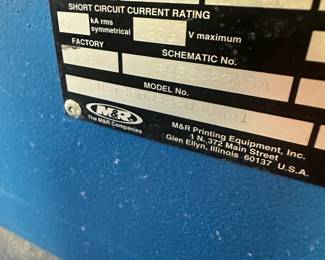 SHORT CIRCUIT CURRENT RATING
kA rms
symmetrical
V maximum
FACTORY
SCHEMATIC No.
MODEL No.
M&R
The M&R Companies
M&R Printing Equipment, Inc.
1 N. 372 Main Street
Glen Ellyn, Illinois 60137 U.S.A.